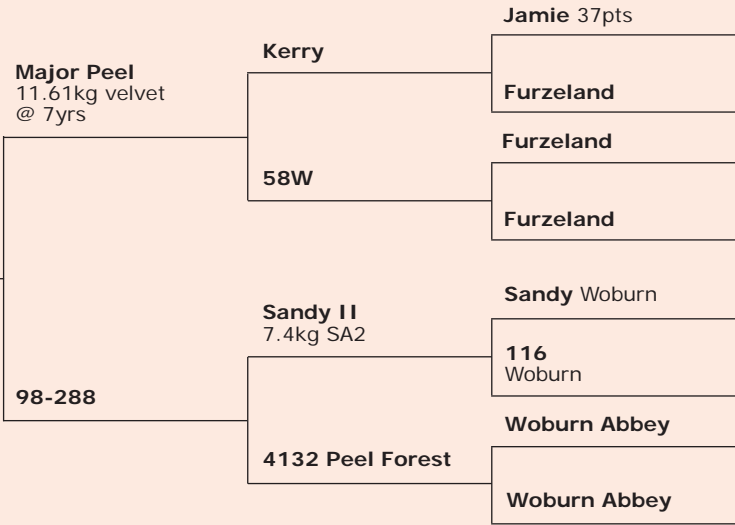 Jamie 37pts
Kerry
Major Peel
11.61kg velvet
@ 7yrs
Furzeland
Furzeland
58W
Furzeland
Sandy Woburn
Sandy II
7.4kg SA2
116
Woburn
98-288
Woburn Abbey
4132 Peel Forest
Woburn Abbey